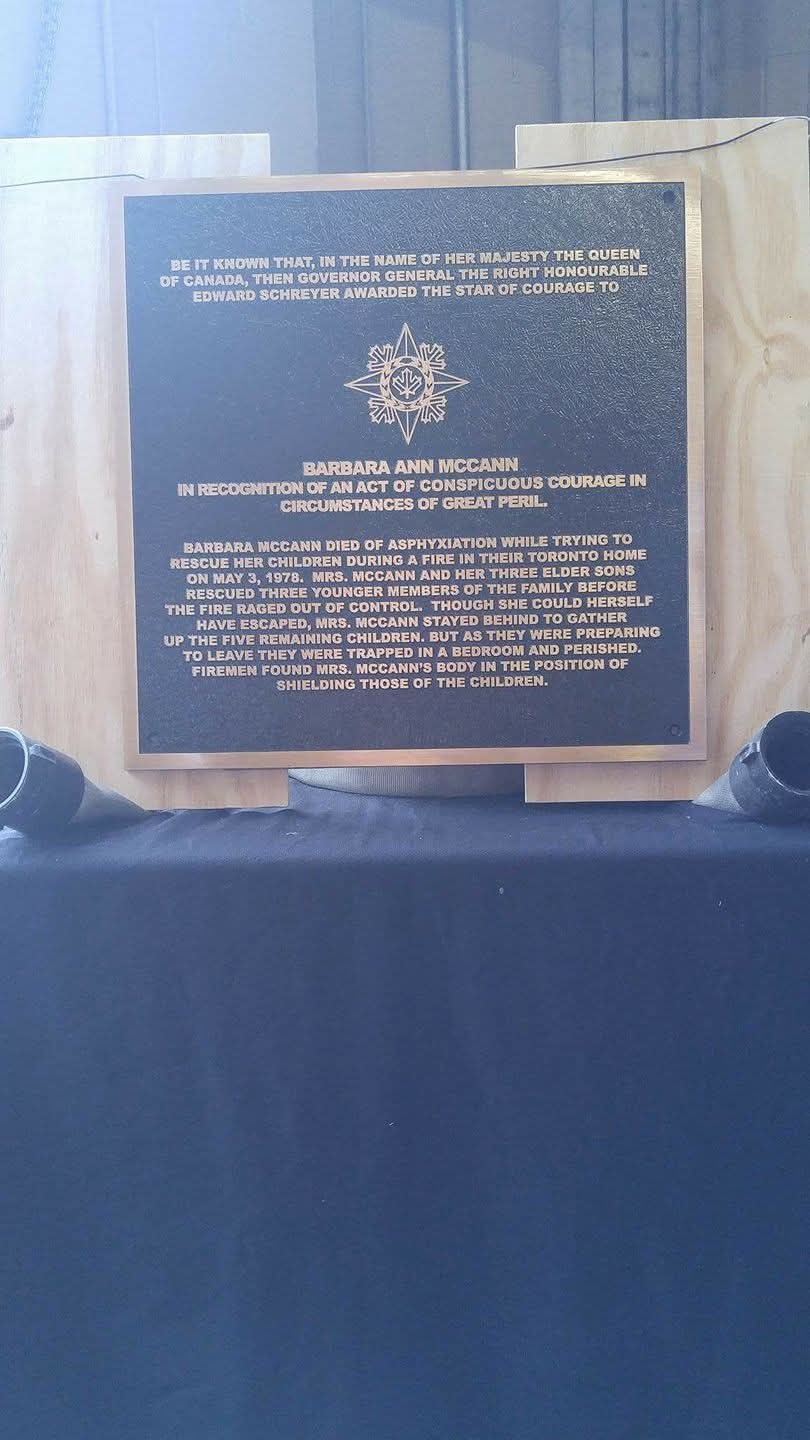 BE IT KNOWN THAT, IN THE NAME OF HER MAJESTY THE QUEEN
OF CANADA, THEN GOVERNOR GENERAL THE RIGHT HONOURABLE
EDWARD SCHREYER AWARDED THE STAR OF COURAGE TO
BARBARA ANN MCCANN
IN RECOGNITION OF AN ACT OF CONSPICUOUS COURAGE IN
CIRCUMSTANCES OF GREAT PERIL.
BARBARA MCCANN DIED OF ASPHYXIATION WHILE TRYING TO
RESCUE HER CHILDREN DURING A FIRE IN THEIR TORONTO HOME
ON MAY 3, 1978. MRS. MCCANN AND HER THREE ELDER SONS
RESCUED THREE YOUNGER MEMBERS OF THE FAMILY BEFORE
THE FIRE RAGED OUT OF CONTROL. THOUGH SHE COULD HERSELF
HAVE ESCAPED, MRS. MCCANN STAYED BEHIND TO GATHER
UP THE FIVE REMAINING CHILDREN. BUT AS THEY WERE PREPARING
TO LEAVE THEY WERE TRAPPED IN A BEDROOM AND PERISHED.
FIREMEN FOUND MRS. MCCANN'S BODY IN THE POSITION OF
SHIELDING THOSE OF THE CHILDREN.